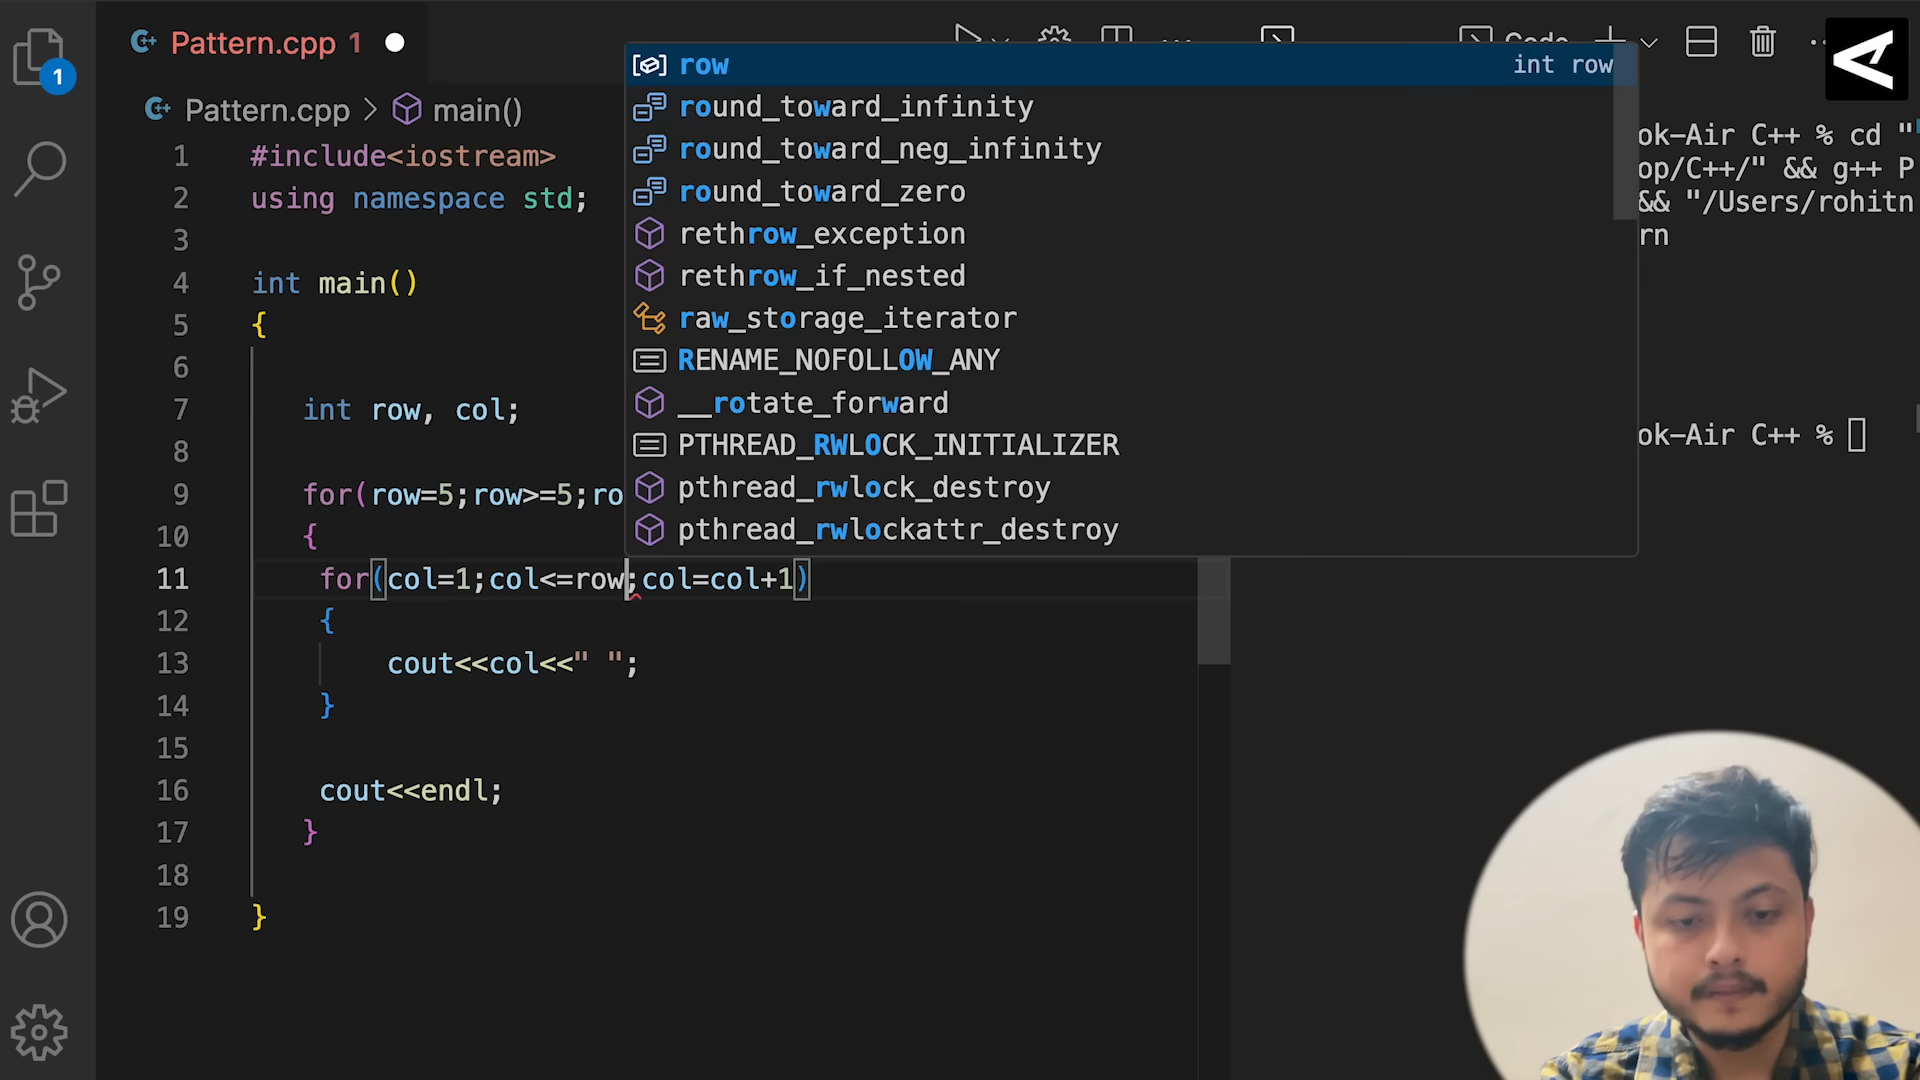 Pattern.cpp 1
Code
1
Pattern.cpp > main()
row int row
round_toward_infinity
round_toward_neg_infinity
round_toward_zero
rethrow_exception
rethrow_if_nested
raw_storage_iterator
RENAME_NOFOLLOW_ANY
__rotate_forward
PTHREAD_RWLOCK_INITIALIZER
pthread_rwlock_destroy
pthread_rwlockattr_destroy
1 #include<iostream>
2 using namespace std;
3
4 int main()
5 {
6
7 int row, col;
8
9 for(row=5;row>=5;ro
10 {
11 for(col=1;col<=row;col=col+1)
12 {
13 cout<<col<<" ";
14 }
15
16 cout<<endl;
17 }
18
19 }
ok-Air C++ % cd "
op/C++/" && g++ P
&& "/Users/rohitn
rn
ok-Air C++ %